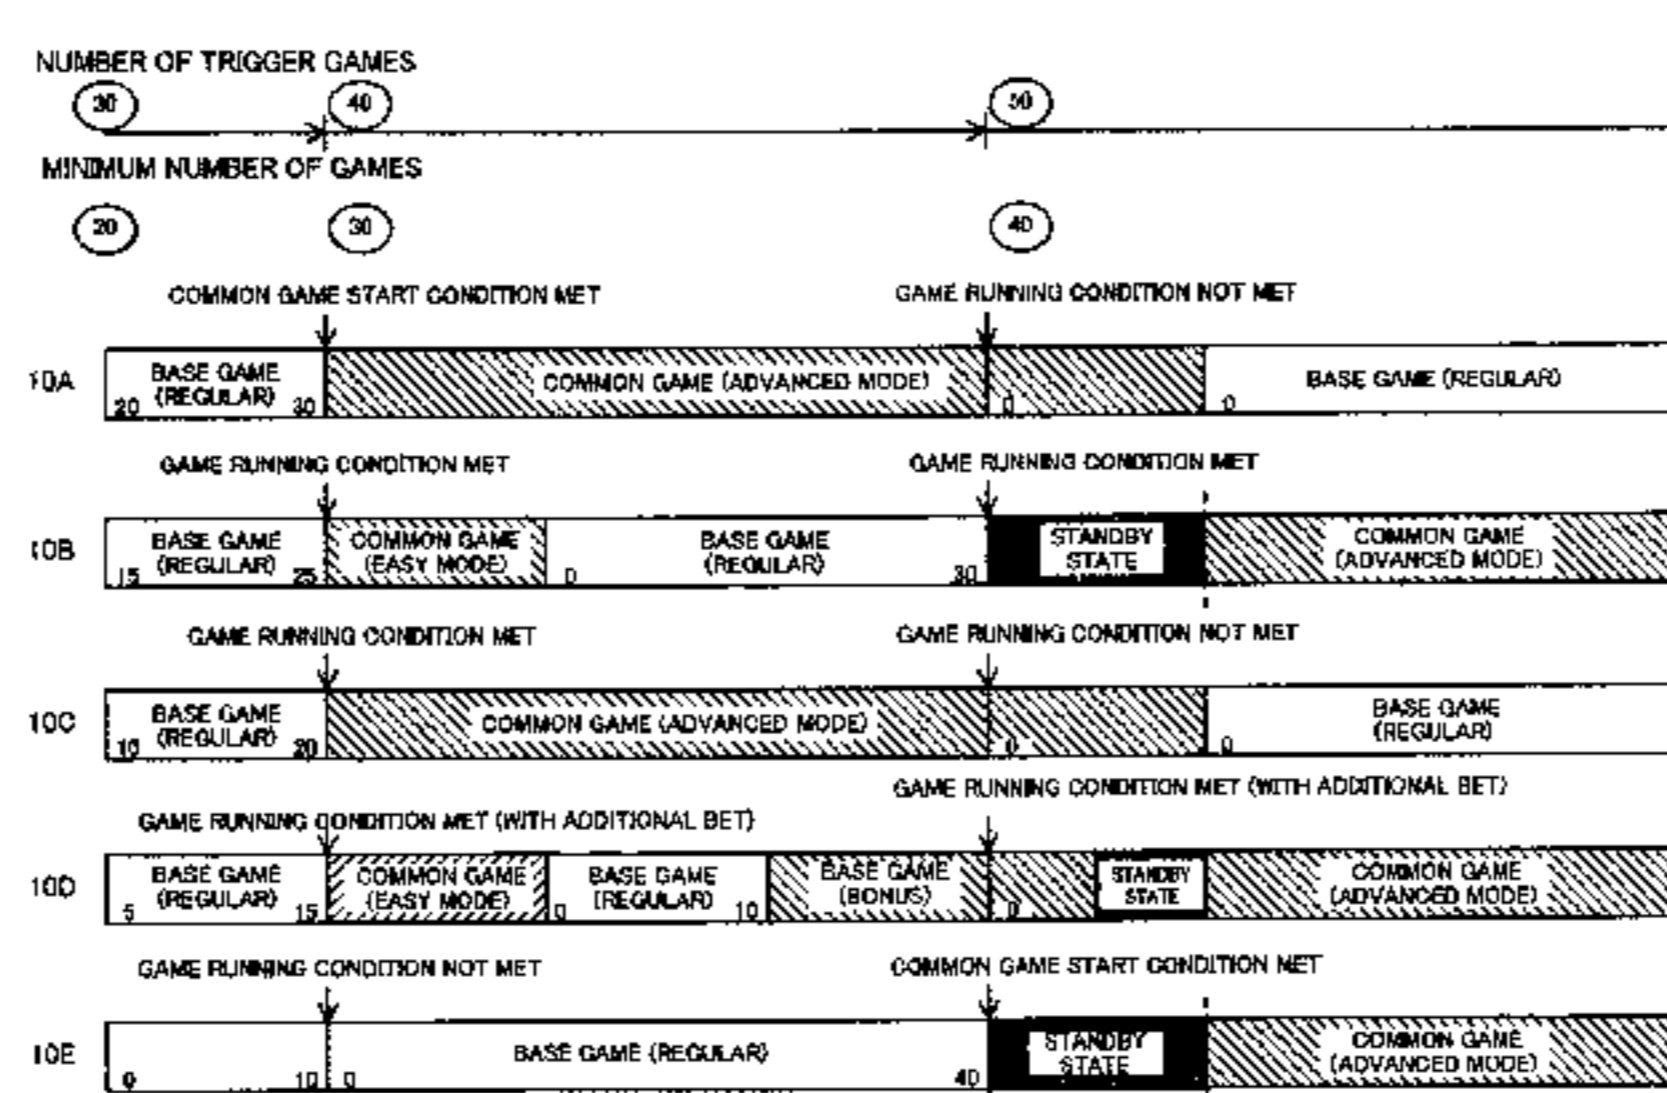 NUMBER OF TRIGGER GAMES
30 40 50
MINIMUM NUMBER OF GAMES
20 30 40
COMMON GAME START CONDITION MET GAME RUNNING CONDITION NOT MET
10A BASE GAME (REGULAR) 20 30 COMMON GAME (ADVANCED MODE) 0 0 BASE GAME (REGULAR)
GAME RUNNING CONDITION MET GAME RUNNING CONDITION MET
10B BASE GAME (REGULAR) 15 25 COMMON GAME (EASY MODE) 0 BASE GAME (REGULAR) 30 STANDBY STATE COMMON GAME (ADVANCED MODE)
GAME RUNNING CONDITION MET GAME RUNNING CONDITION NOT MET
10C BASE GAME (REGULAR) 10 20 COMMON GAME (ADVANCED MODE) 0 0 BASE GAME (REGULAR)
GAME RUNNING CONDITION MET (WITH ADDITIONAL BET)
GAME RUNNING CONDITION MET (WITH ADDITIONAL BET)
10D BASE GAME (REGULAR) 5 15 COMMON GAME (EASY MODE) 0 BASE GAME (REGULAR) 10 BASE GAME (BONUS) 0 STANDBY STATE COMMON GAME (ADVANCED MODE)
GAME RUNNING CONDITION NOT MET COMMON GAME START CONDITION MET
10E 0 10 0 BASE GAME (REGULAR) 40 STANDBY STATE COMMON GAME (ADVANCED MODE)